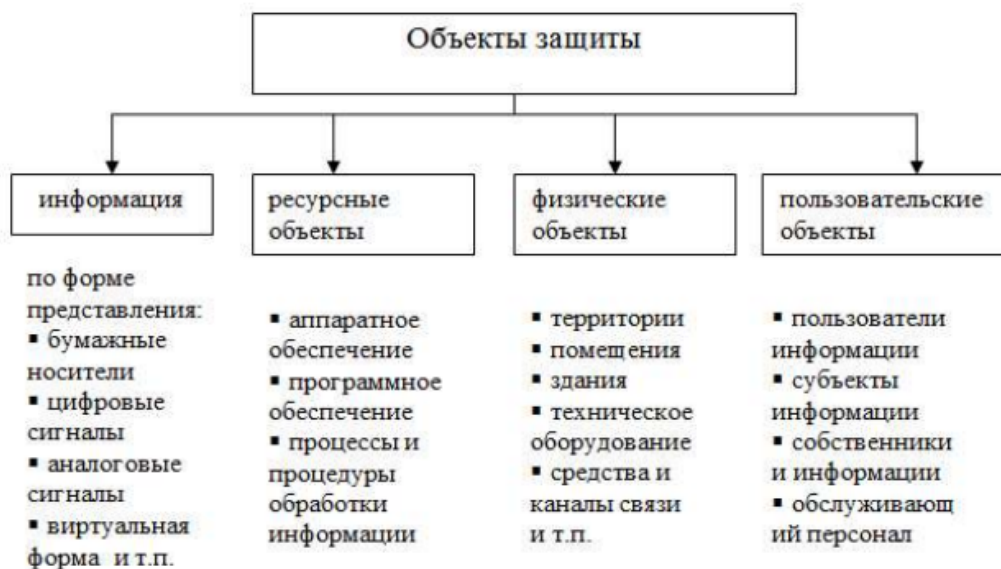 Объекты защиты
информация
по форме
представления:
▪ бумажные
носители
▪ цифровые
сигналы
▪ аналоговые
сигналы
▪ виртуальная
форма и т.п.
ресурсные
объекты
▪ аппаратное
обеспечение
▪ программное
обеспечение
▪ процессы и
процедуры
обработки
информации
физические
объекты
▪ территории
▪ помещения
▪ здания
▪ техническое
оборудование
▪ средства и
каналы связи
и т.п.
пользовательские
объекты
▪ пользователи
информации
▪ субъекты
информации
▪ собственники
и информации
▪ обслуживающ
ий персонал